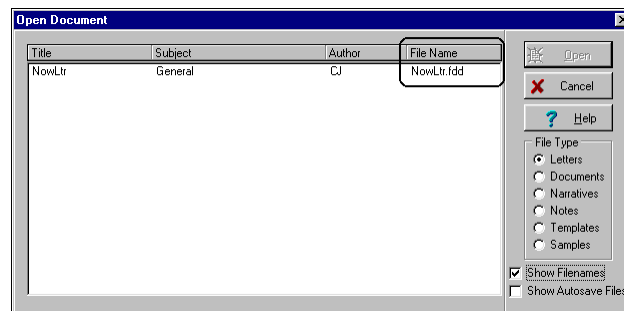 Open Document
Title Subject Author File Name
NowLtr General CJ NowLtr.fdd
Open
Cancel
Help
File Type
Letters
Documents
Narratives
Notes
Templates
Samples
Show Filenames
Show Autosave Files